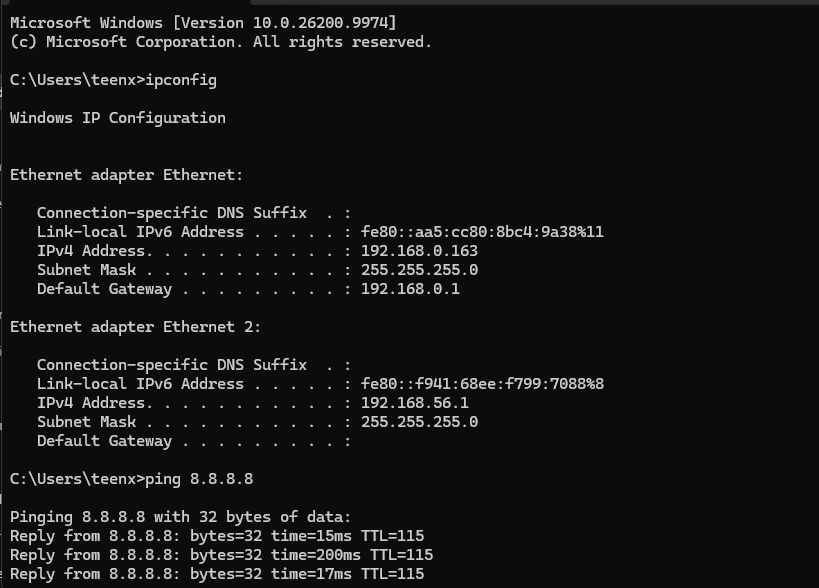 Microsoft Windows [Version 10.0.26200.9974]
(c) Microsoft Corporation. All rights reserved.
C:\Users\teenx>ipconfig
Windows IP Configuration
Ethernet adapter Ethernet:
Connection-specific DNS Suffix  . :
Link-local IPv6 Address . . . . . : fe80::aa5:cc80:8bc4:9a38%11
IPv4 Address. . . . . . . . . . . : 192.168.0.163
Subnet Mask . . . . . . . . . . . : 255.255.255.0
Default Gateway . . . . . . . . . : 192.168.0.1
Ethernet adapter Ethernet 2:
Connection-specific DNS Suffix  . :
Link-local IPv6 Address . . . . . : fe80::f941:68ee:f799:7088%8
IPv4 Address. . . . . . . . . . . : 192.168.56.1
Subnet Mask . . . . . . . . . . . : 255.255.255.0
Default Gateway . . . . . . . . . :
C:\Users\teenx>ping 8.8.8.8
Pinging 8.8.8.8 with 32 bytes of data:
Reply from 8.8.8.8: bytes=32 time=15ms TTL=115
Reply from 8.8.8.8: bytes=32 time=200ms TTL=115
Reply from 8.8.8.8: bytes=32 time=17ms TTL=115